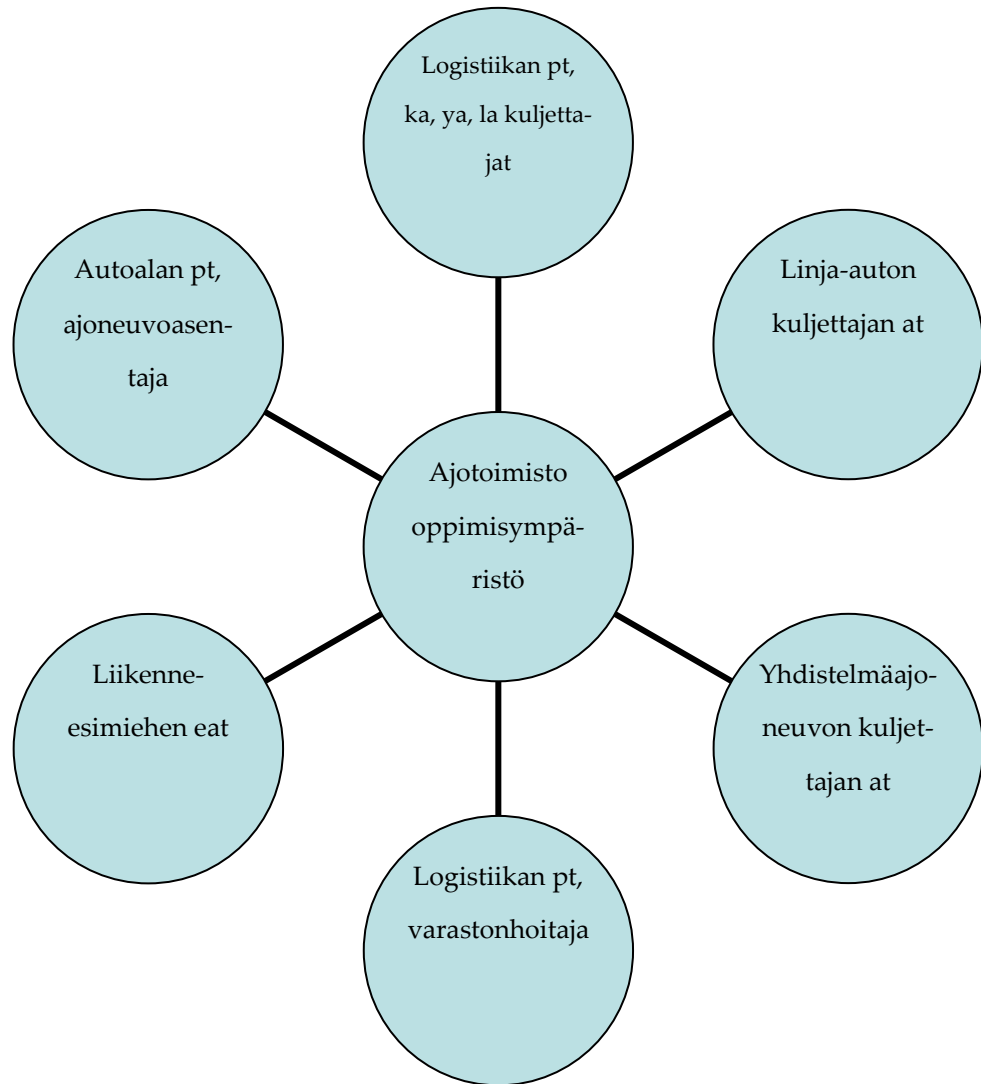 Logistiikan pt,
ka, ya, la kuljetta-
jat
Autoalan pt,
ajoneuvoasen-
taja
Linja-auton
kuljettajan at
Ajotoimisto
oppimisympä-
ristö
Liikenne-
esimiehen eat
Yhdistelmäajo-
neuvon kuljet-
tajan at
Logistiikan pt,
varastonhoitaja